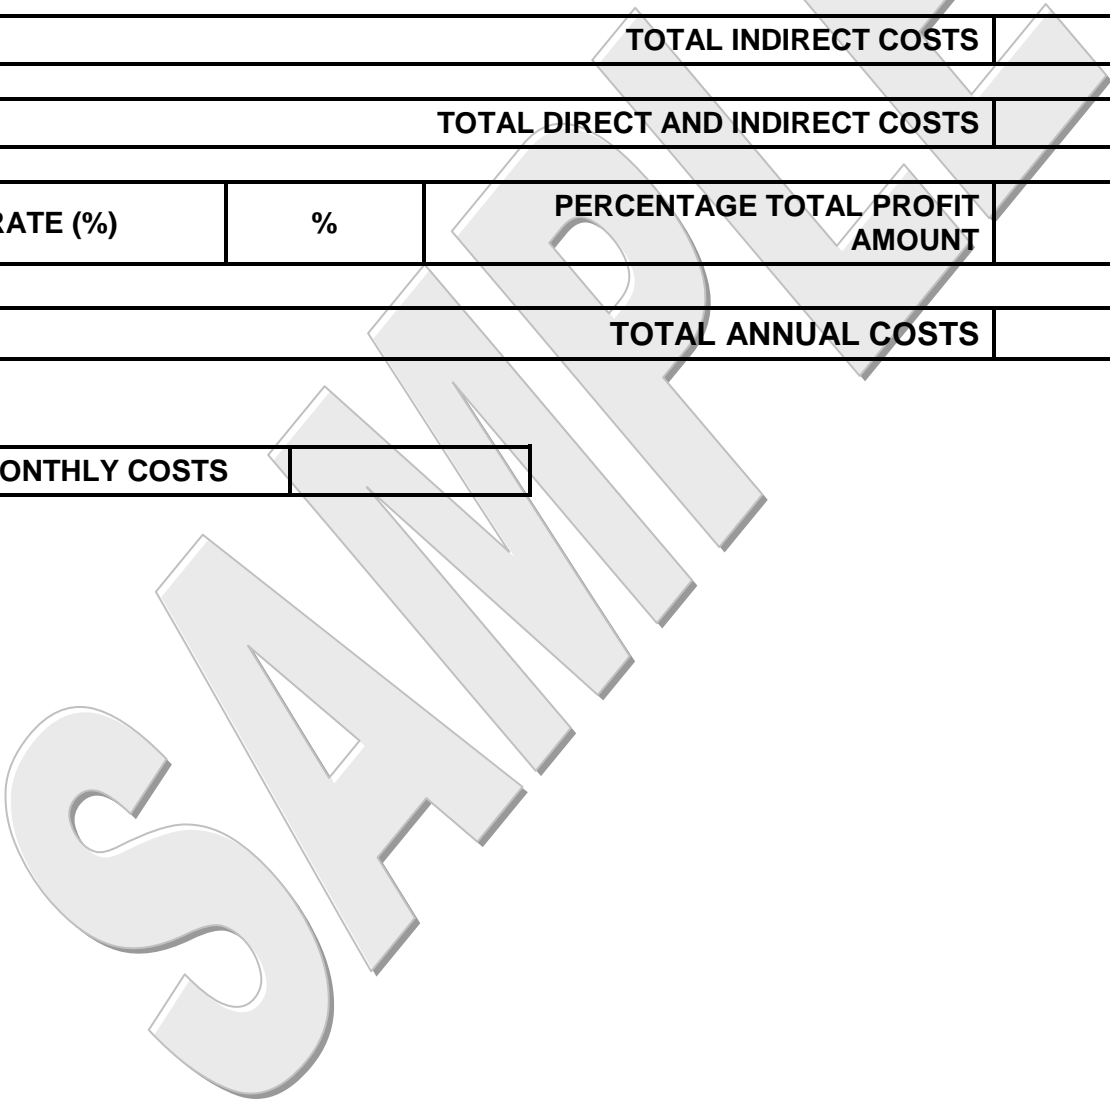 TOTAL INDIRECT COSTS
TOTAL DIRECT AND INDIRECT COSTS
RATE (%) % PERCENTAGE TOTAL PROFIT
AMOUNT
TOTAL ANNUAL COSTS
ONTHLY COSTS
SAMPLE